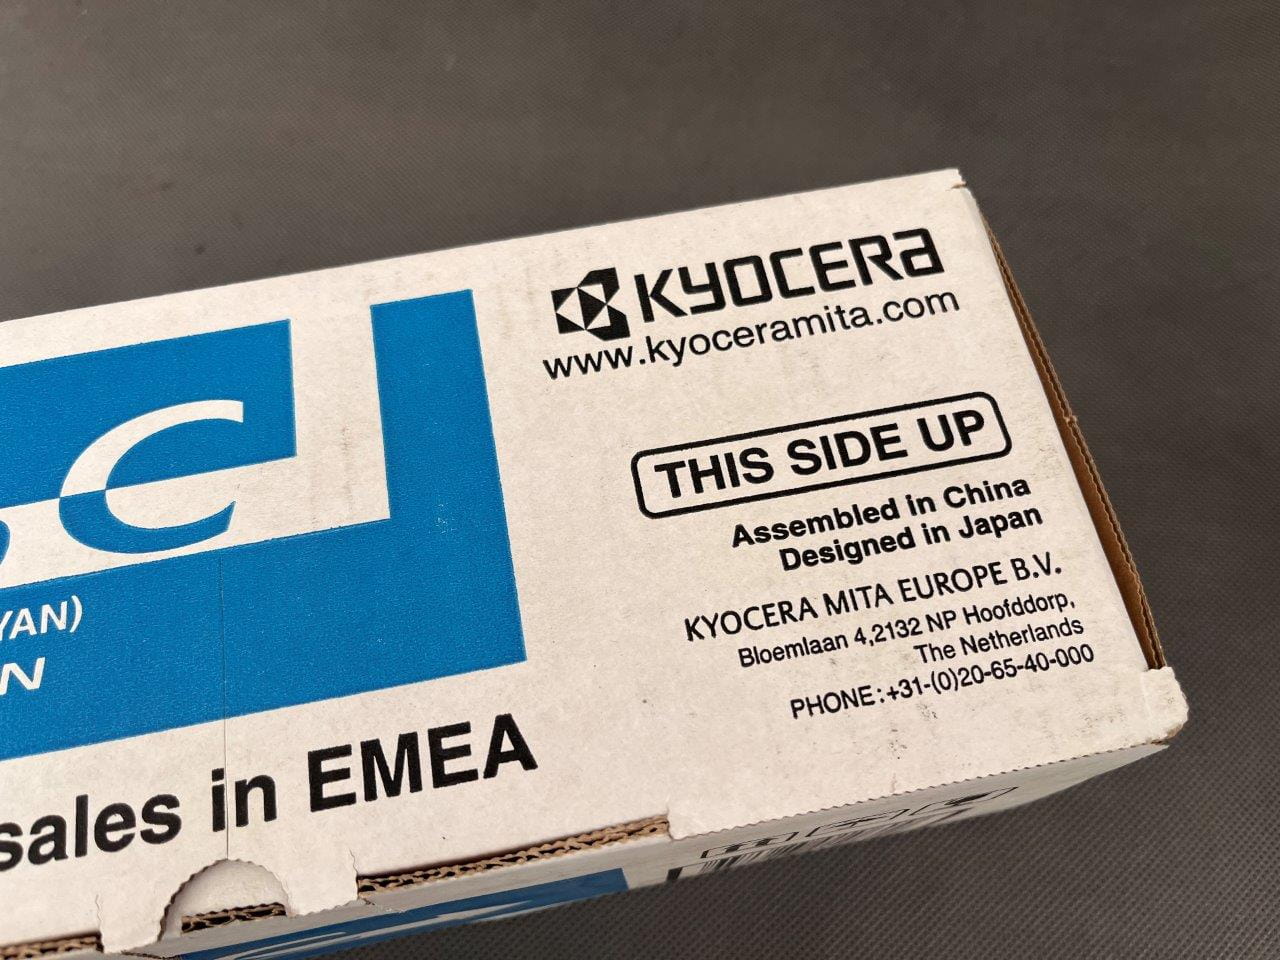 KYOCERA
www.kyoceramita.com
THIS SIDE UP
Assembled in China
Designed in Japan
KYOCERA MITA EUROPE B.V.
Bloemlaan 4,2132 NP Hoofddorp,
The Netherlands
PHONE:+31-(0)20-65-40-000
C
YAN)
N
sales in EMEA